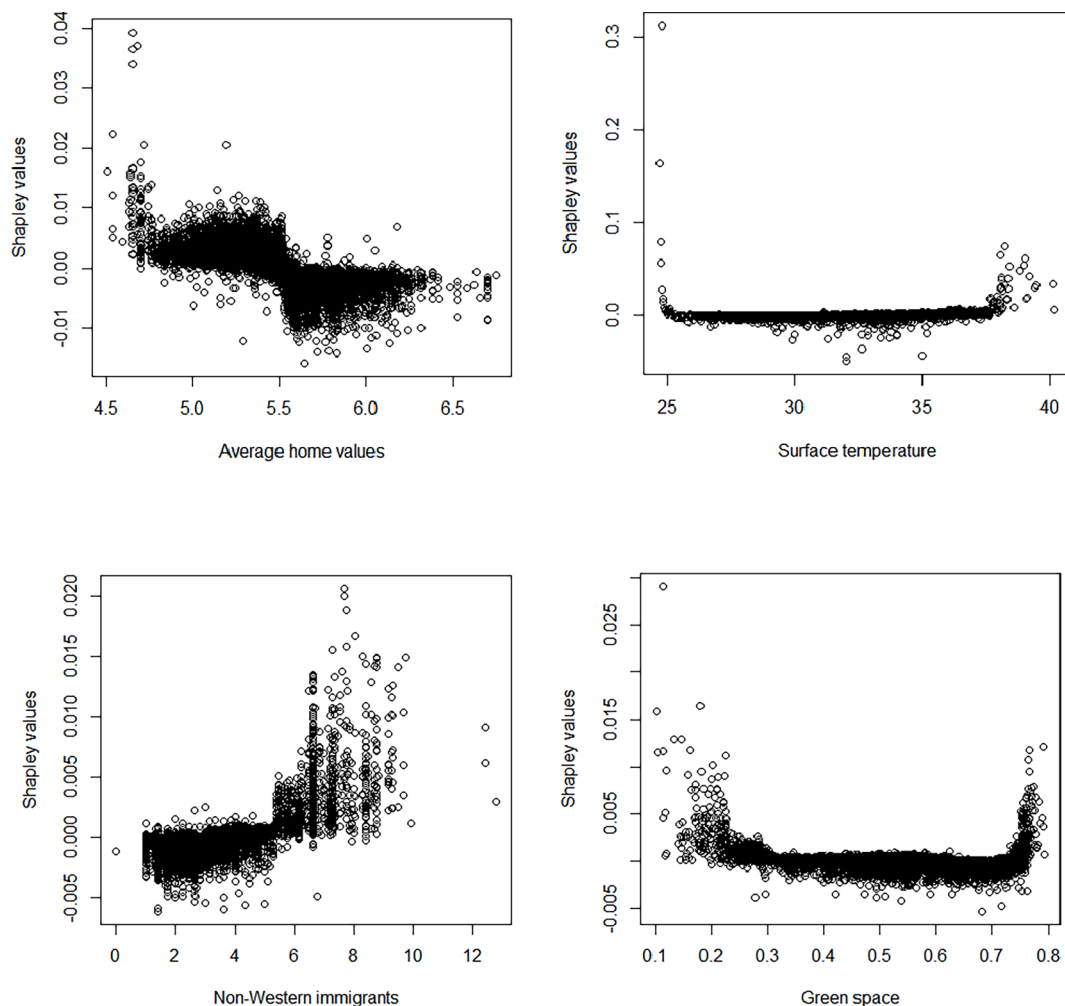 0.04
0.03
0.02
0.01
0.00
-0.01
Shapley values
4.5 5.0 5.5 6.0 6.5
Average home values
0.3
0.2
0.1
0.0
Shapley values
25 30 35 40
Surface temperature
0.020
0.015
0.010
0.005
0.000
-0.005
Shapley values
0 2 4 6 8 10 12
Non-Western immigrants
0.025
0.015
0.005
-0.005
Shapley values
0.1 0.2 0.3 0.4 0.5 0.6 0.7 0.8
Green space